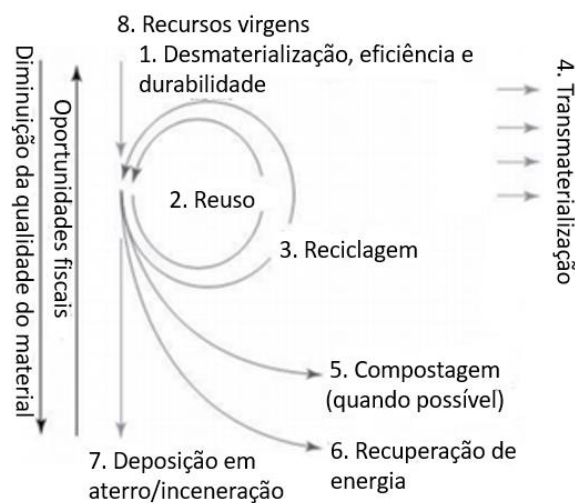 8. Recursos virgens
1. Desmaterialização, eficiência e
durabilidade
Diminuição da qualidade do material
Oportunidades fiscais
2. Reuso
3. Reciclagem
4. Transmaterialização
5. Compostagem
(quando possível)
6. Recuperação de
energia
7. Deposição em
aterro/inceneração